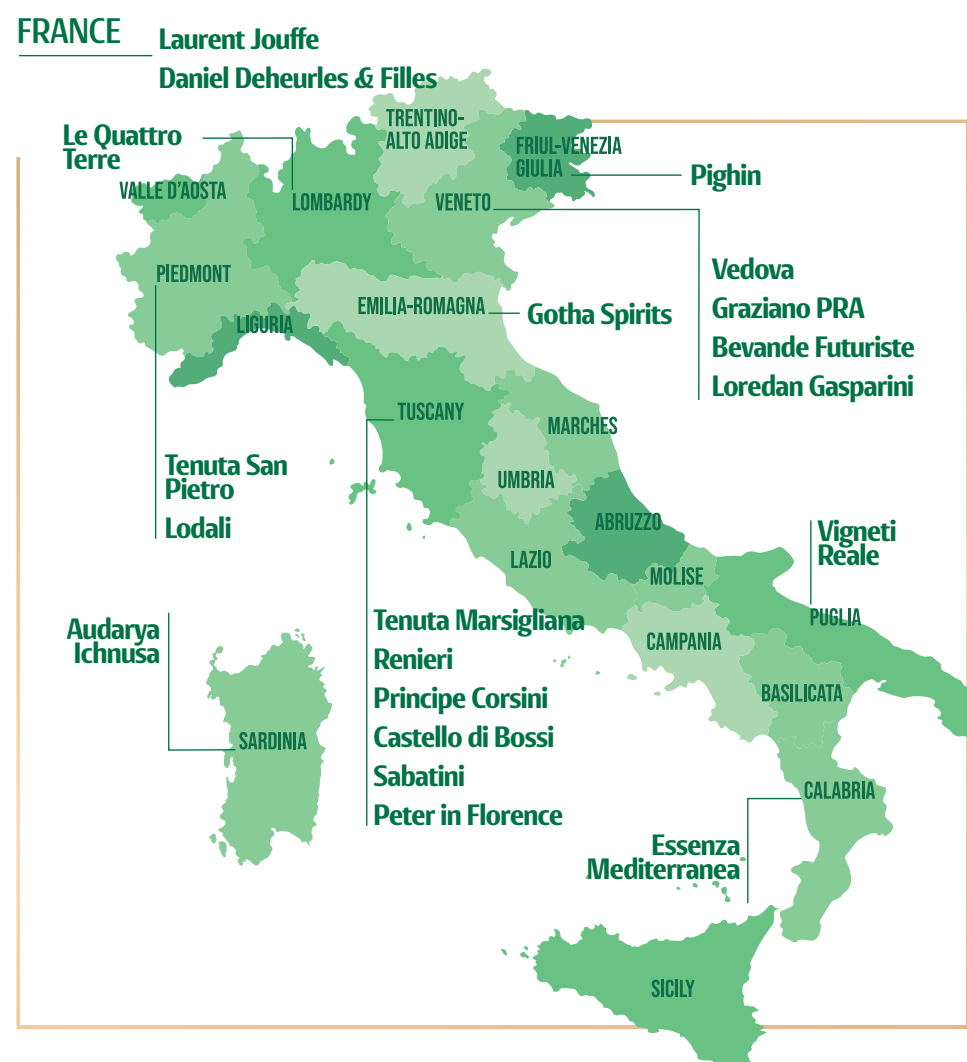 FRANCE
Laurent Jouffe
Daniel Deheurles & Filles
TRENTINO-
ALTO ADIGE
Le Quattro
Terre
FRIUL-VENEZIA
GIULIA
Pighin
VALLE D'AOSTA
LOMBARDY
VENETO
PIEDMONT
Vedova
Graziano PRA
Bevande Futuriste
Loredan Gasparini
EMILIA-ROMAGNA
Gotha Spirits
LIGURIA
TUSCANY
MARCHES
Tenuta San
Pietro
Lodali
UMBRIA
ABRUZZO
LAZIO
MOLISE
Vigneti
Reale
PUGLIA
Audarya
Ichnusa
Tenuta Marsigliana
Renieri
Principe Corsini
Castello di Bossi
Sabatini
Peter in Florence
CAMPANIA
BASILICATA
SARDINIA
CALABRIA
Essenza
Mediterranea
SICILY